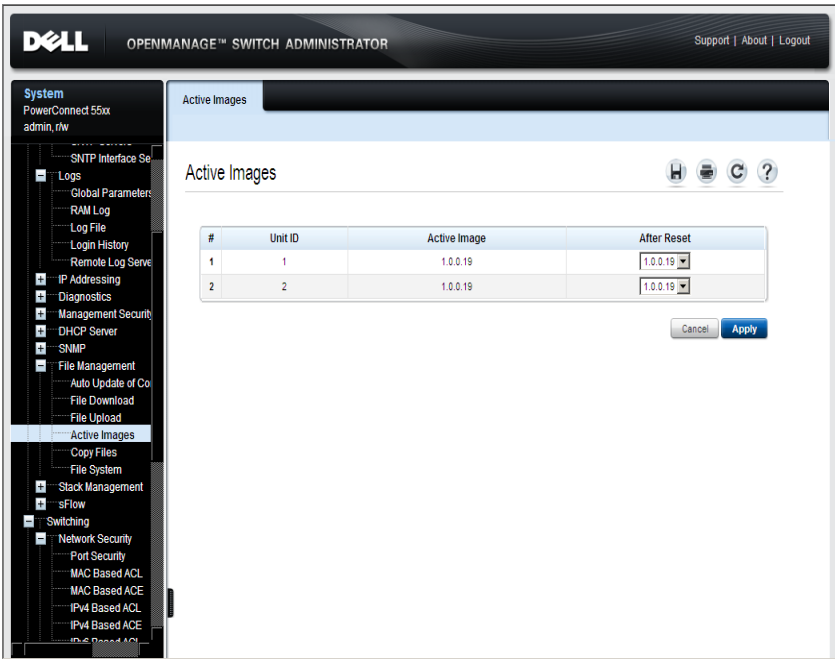 DELL
OPENMANAGE™ SWITCH ADMINISTRATOR
Support | About | Logout
System
PowerConnect 55xx
admin, r/w
Active Images
SNTP Interface Se
Logs
Global Parameters
RAM Log
Log File
Login History
Remote Log Serve
IP Addressing
Diagnostics
Management Security
DHCP Server
SNMP
File Management
Auto Update of Co
File Download
File Upload
Active Images
Copy Files
File System
Stack Management
sFlow
Switching
Network Security
Port Security
MAC Based ACL
MAC Based ACE
IPv4 Based ACL
IPv4 Based ACE
IPv6 Based ACL
Active Images
# Unit ID Active Image After Reset
1 1 1.0.0.19 1.0.0.19
2 2 1.0.0.19 1.0.0.19
Cancel Apply